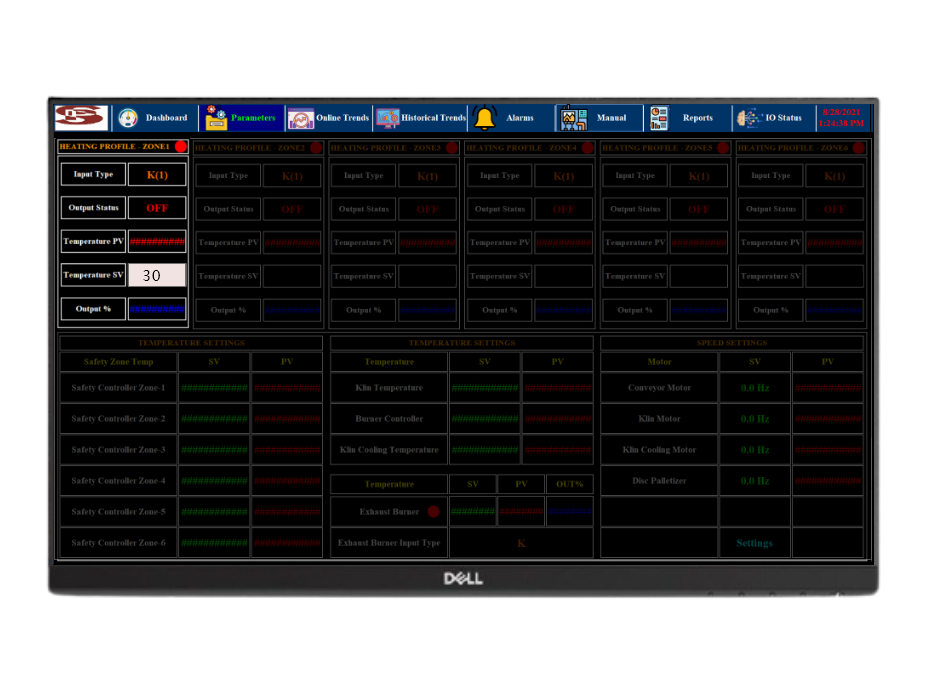 Dashboard Parameters Online Trends Historical Trends Alarms Manual Reports IO Status 8/28/2021
1:24:38 PM
HEATING PROFILE - ZONE1 HEATING PROFILE - ZONE2 HEATING PROFILE - ZONE3 HEATING PROFILE - ZONE4 HEATING PROFILE - ZONE5 HEATING PROFILE - ZONE6
Input Type K(1) Input Type K(1) Input Type K(1) Input Type K(1) Input Type K(1) Input Type K(1)
Output Status OFF Output Status OFF Output Status OFF Output Status OFF Output Status OFF Output Status OFF
Temperature PV ########## Temperature PV ########## Temperature PV ########## Temperature PV ########## Temperature PV ########## Temperature PV ##########
Temperature SV 30 Temperature SV Temperature SV Temperature SV Temperature SV Temperature SV
Output % ########## Output % ########## Output % ########## Output % ########## Output % ########## Output % ##########
TEMPERATURE SETTINGS TEMPERATURE SETTINGS SPEED SETTINGS
Safety Zone Temp SV PV Temperature SV PV Motor SV PV
Safety Controller Zone-1 ############ ############ Klin Temperature ############ ############ Conveyor Motor 0.0 Hz ############
Safety Controller Zone-2 ############ ############ Burner Controller ############ ############ Klin Motor 0.0 Hz ############
Safety Controller Zone-3 ############ ############ Klin Cooling Temperature ############ ############ Klin Cooling Motor 0.0 Hz ############
Safety Controller Zone-4 ############ ############ Temperature SV PV OUT% Disc Palletizer 0.0 Hz ############
Safety Controller Zone-5 ############ ############ Exhaust Burner ######## ######## ########
Safety Controller Zone-6 ############ ############ Exhaust Burner Input Type K Settings
DELL